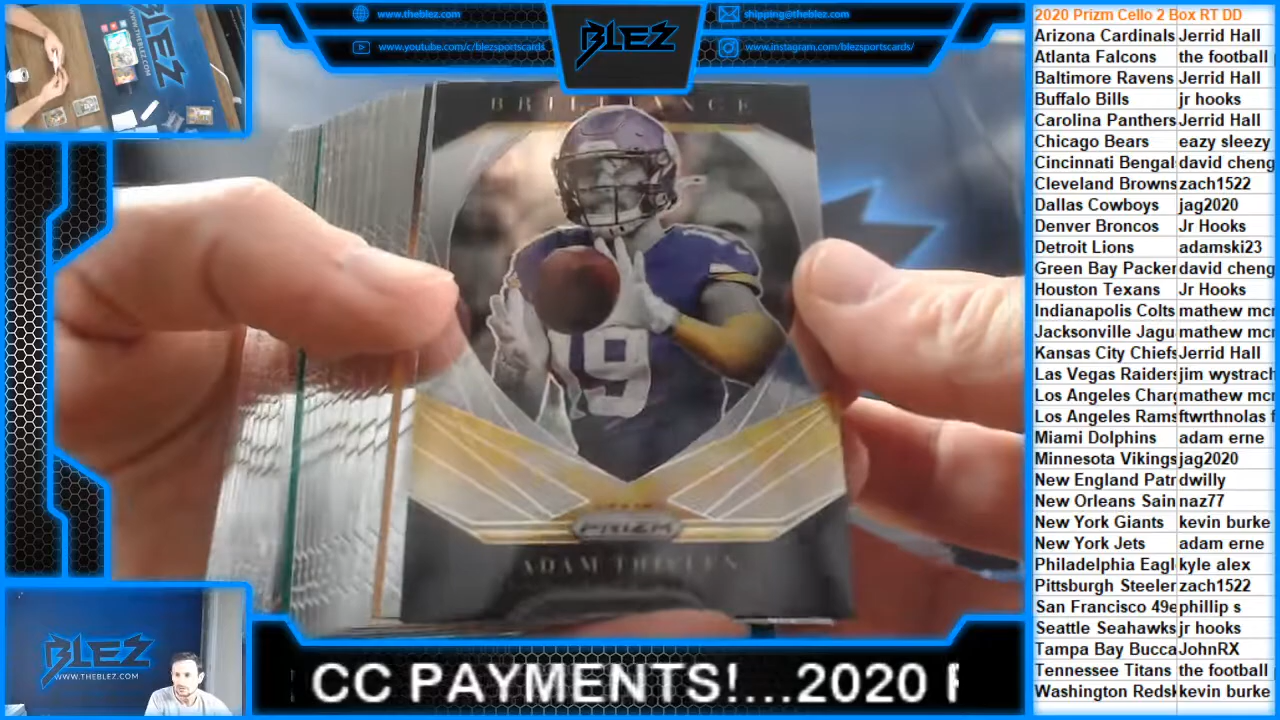 www.theblez.com
www.youtube.com/c/blezsportscards
BLEZ
shipping@theblez.com
www.instagram.com/blezsportscards/
BLEZ
WWW.THEBLEZ.COM
BRILLIANCE
19
PRIZM
ADAM THIELEN
BLEZ
WWW.THEBLEZ.COM
CC PAYMENTS!...2020
2020 Prizm Cello 2 Box RT DD
Arizona Cardinals Jerrid Hall
Atlanta Falcons the football
Baltimore Ravens Jerrid Hall
Buffalo Bills jr hooks
Carolina Panthers Jerrid Hall
Chicago Bears eazy sleezy
Cincinnati Bengal david cheng
Cleveland Browns zach1522
Dallas Cowboys jag2020
Denver Broncos Jr Hooks
Detroit Lions adamski23
Green Bay Packer david cheng
Houston Texans Jr Hooks
Indianapolis Colts mathew mcr
Jacksonville Jagu mathew mcr
Kansas City Chiefs Jerrid Hall
Las Vegas Raiders jim wystrach
Los Angeles Charg mathew mcr
Los Angeles Rams ftwrthnolas f
Miami Dolphins adam erne
Minnesota Vikings jag2020
New England Patr dwilly
New Orleans Sain naz77
New York Giants kevin burke
New York Jets adam erne
Philadelphia Eagl kyle alex
Pittsburgh Steeler zach1522
San Francisco 49e phillip s
Seattle Seahawks jr hooks
Tampa Bay Bucca JohnRX
Tennessee Titans the football
Washington Redsk kevin burke